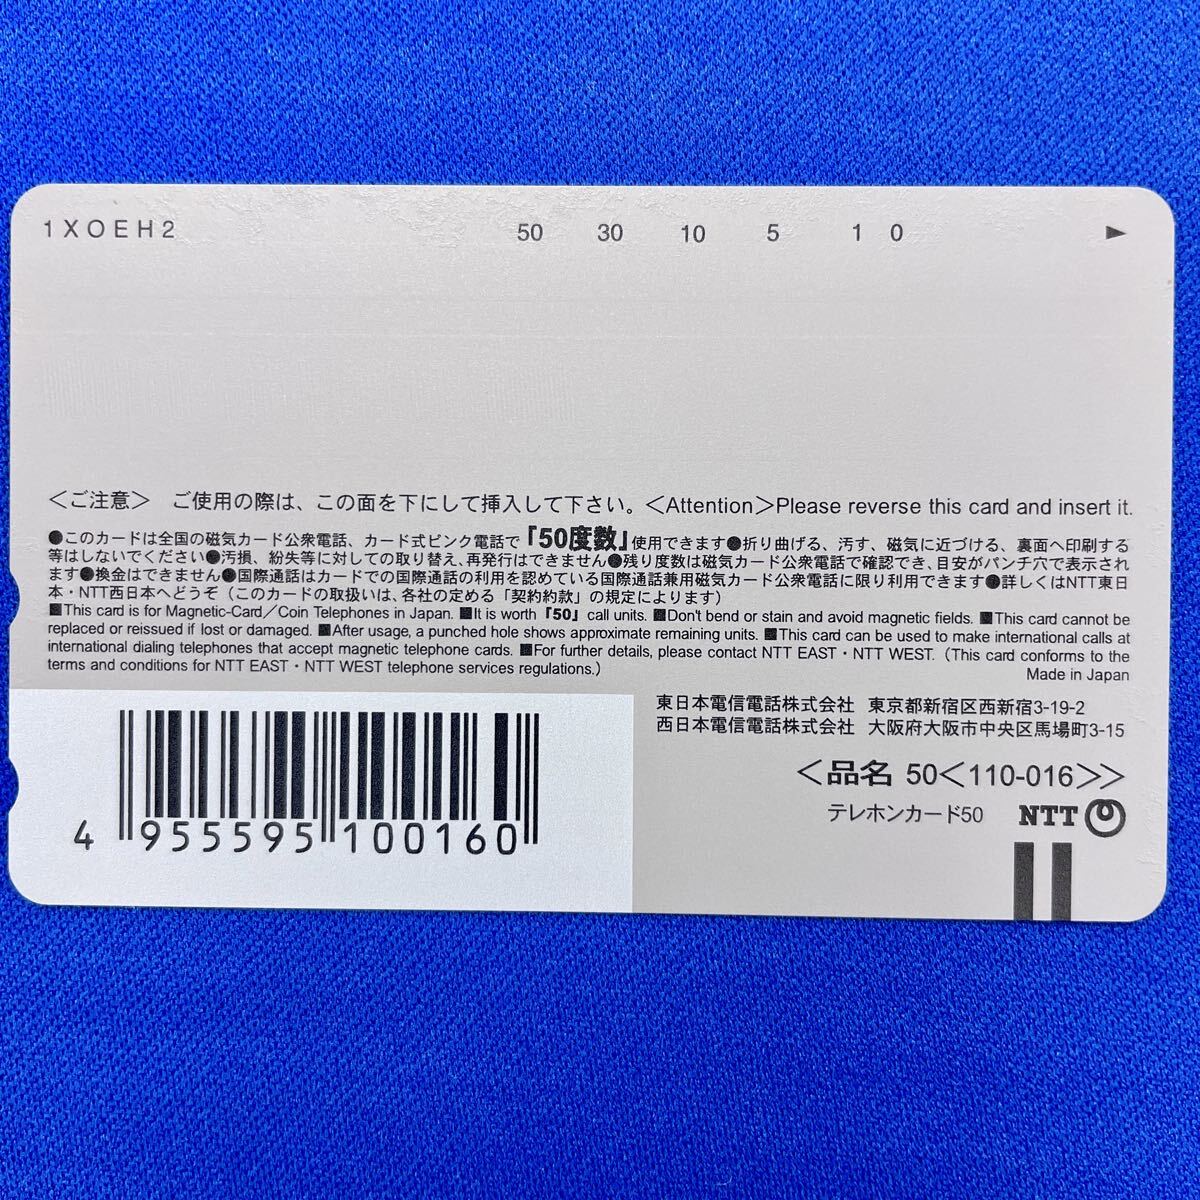 1XOEH2 50 30 10 5 1 0 ▶
<ご注意> ご使用の際は、この面を下にして挿入して下さい。<Attention>Please reverse this card and insert it.
●このカードは全国の磁気カード公衆電話、カード式ピンク電話で「50度数」使用できます●折り曲げる、汚す、磁気に近づける、裏面へ印刷する
等はしないでください●汚損、紛失等に対しての取り替え、再発行はできません●残り度数は磁気カード公衆電話で確認でき、目安がパンチ穴で表示され
ます●換金はできません●国際通話はカードでの国際通話の利用を認めている国際通話兼用磁気カード公衆電話に限り利用できます●詳しくはNTT東日
本・NTT西日本へどうぞ(このカードの取扱いは、各社の定める「契約約款」の規定によります)
■This card is for Magnetic-Card/Coin Telephones in Japan. ■It is worth「50」call units. ■Don't bend or stain and avoid magnetic fields. ■This card cannot be
replaced or reissued if lost or damaged. ■After usage, a punched hole shows approximate remaining units. ■This card can be used to make international calls at
international dialing telephones that accept magnetic telephone cards. ■For further details, please contact NTT EAST・NTT WEST. (This card conforms to the
terms and conditions for NTT EAST・NTT WEST telephone services regulations.)
Made in Japan
東日本電信電話株式会社 東京都新宿区西新宿3-19-2
西日本電信電話株式会社 大阪府大阪市中央区馬場町3-15
<品名 50<110-016>>
テレホンカード50 NTT
4 955595 100160